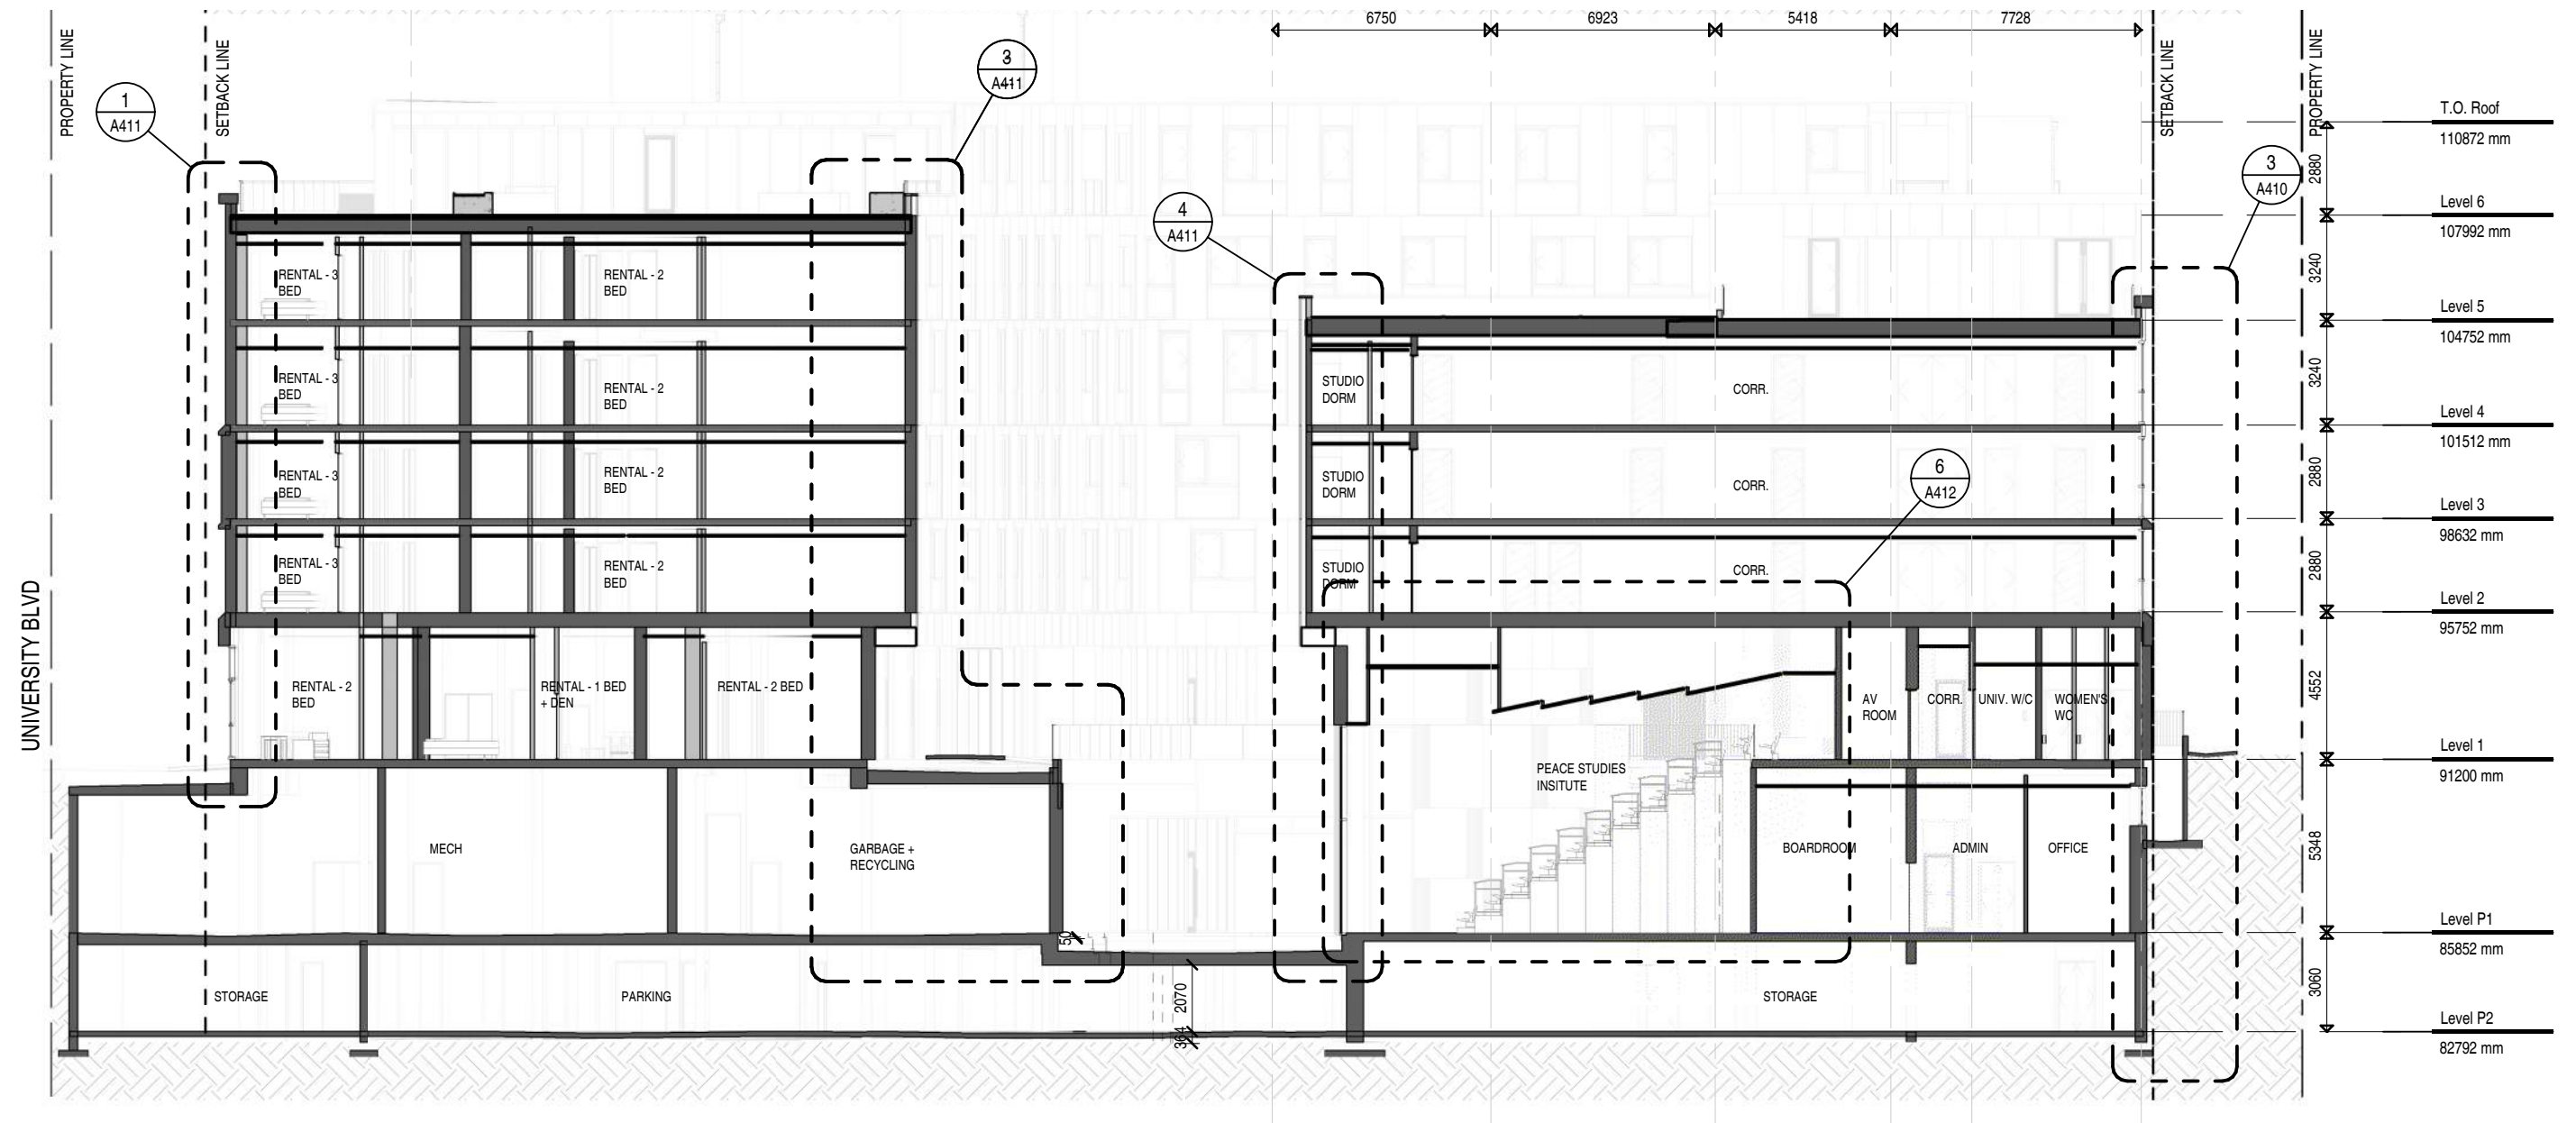 6750
6923
5418
7728
PROPERTY LINE
SETBACK LINE
SETBACK LINE
PROPERTY LINE
1
A411
3
A411
4
A411
6
A412
3
A410
T.O. Roof
110872 mm
2880
Level 6
107992 mm
3240
Level 5
104752 mm
3240
Level 4
101512 mm
2880
Level 3
98632 mm
2880
Level 2
95752 mm
4552
Level 1
91200 mm
5348
Level P1
85852 mm
3060
Level P2
82792 mm
UNIVERSITY BLVD
RENTAL - 3
BED
RENTAL - 2
BED
RENTAL - 3
BED
RENTAL - 2
BED
RENTAL - 3
BED
RENTAL - 2
BED
RENTAL - 3
BED
RENTAL - 2
BED
RENTAL - 2
BED
RENTAL - 1 BED
+ DEN
RENTAL - 2 BED
STUDIO
DORM
CORR.
STUDIO
DORM
CORR.
STUDIO
DORM
CORR.
AV
ROOM
CORR.
UNIV. W/C
WOMEN'S
WC
PEACE STUDIES
INSITUTE
MECH
GARBAGE +
RECYCLING
BOARDROOM
ADMIN
OFFICE
50
STORAGE
PARKING
2070
364
STORAGE